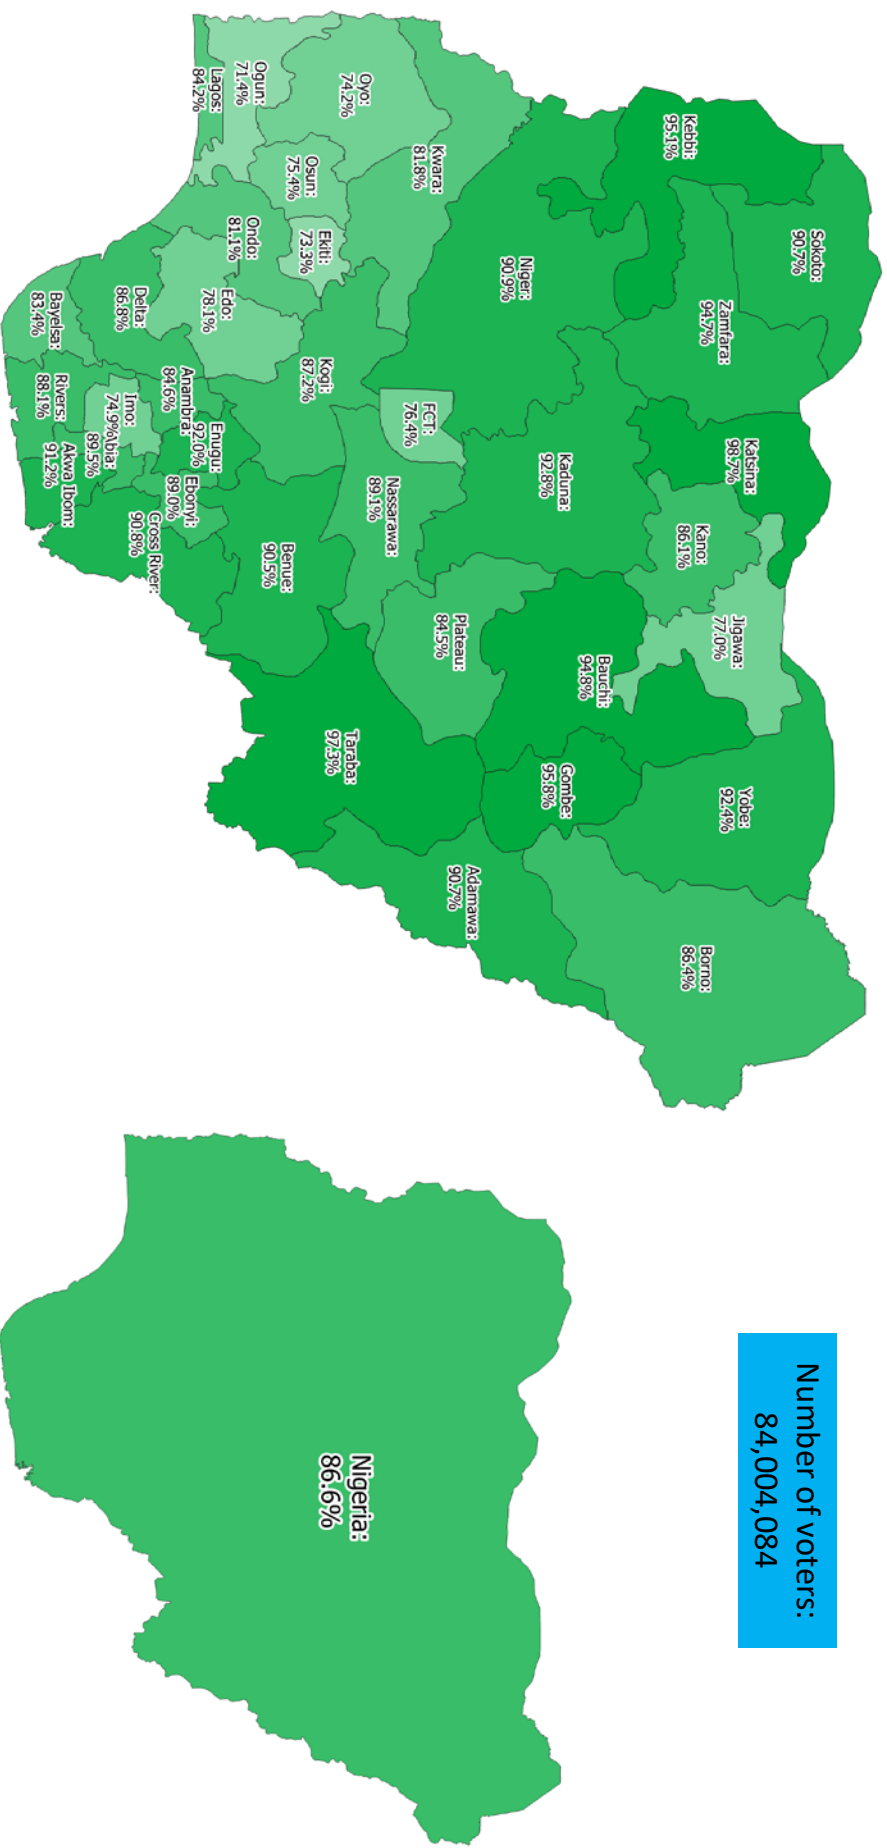 Sokoto:
90.7%
Kebbi:
95.1%
Zamfara:
94.7%
Katsina:
98.7%
Kano:
86.1%
Jigawa:
77.0%
Yobe:
92.4%
Borno:
86.4%
Niger:
90.9%
Kaduna:
92.8%
Bauchi:
94.8%
Gombe:
95.8%
Adamawa:
90.7%
Kwara:
81.8%
FCT:
76.4%
Nassarawa:
89.1%
Plateau:
84.5%
Taraba:
97.3%
Oyo:
74.2%
Osun:
75.4%
Ekiti:
73.3%
Kogi:
87.2%
Benue:
90.5%
Ogun:
71.4%
Lagos:
84.2%
Ondo:
81.1%
Edo:
78.1%
Enugu:
92.0%
Anambra:
84.6%
Ebonyi:
89.0%
Cross River:
90.8%
Delta:
86.8%
Imo:
74.9%
Abia:
89.5%
Bayelsa:
83.4%
Rivers:
88.1%
Akwa Ibom:
91.2%
Number of voters:
84,004,084
Nigeria:
86.6%